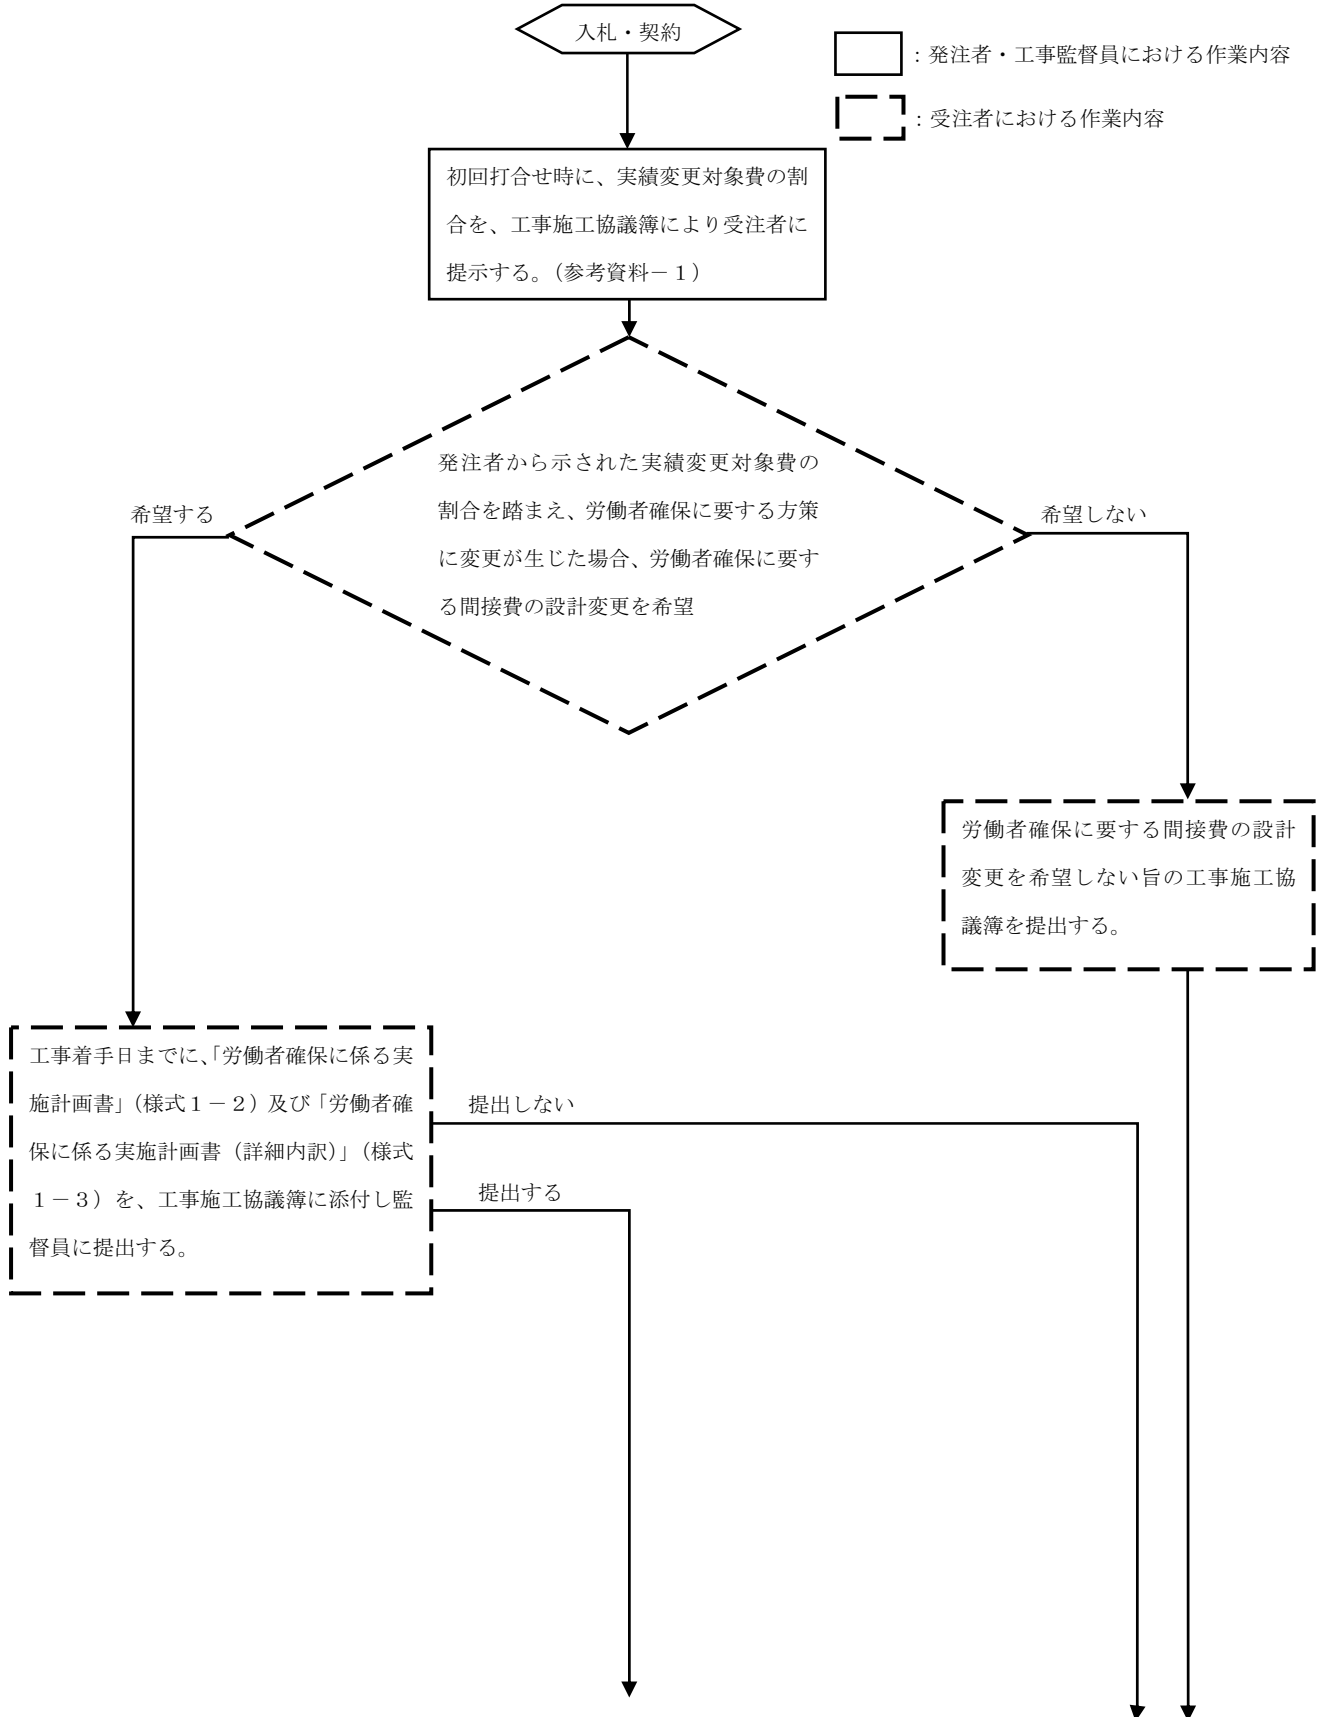 入札・契約
：発注者・工事監督員における作業内容
：受注者における作業内容
初回打合せ時に、実績変更対象費の割
合を、工事施工協議簿により受注者に
提示する。（参考資料－１）
発注者から示された実績変更対象費の
割合を踏まえ、労働者確保に要する方策
に変更が生じた場合、労働者確保に要す
る間接費の設計変更を希望
希望する
希望しない
労働者確保に要する間接費の設計
変更を希望しない旨の工事施工協
議簿を提出する。
工事着手日までに、「労働者確保に係る実
施計画書」（様式１－２）及び「労働者確
保に係る実施計画書（詳細内訳）」（様式
１－３）を、工事施工協議簿に添付し監
督員に提出する。
提出しない
提出する